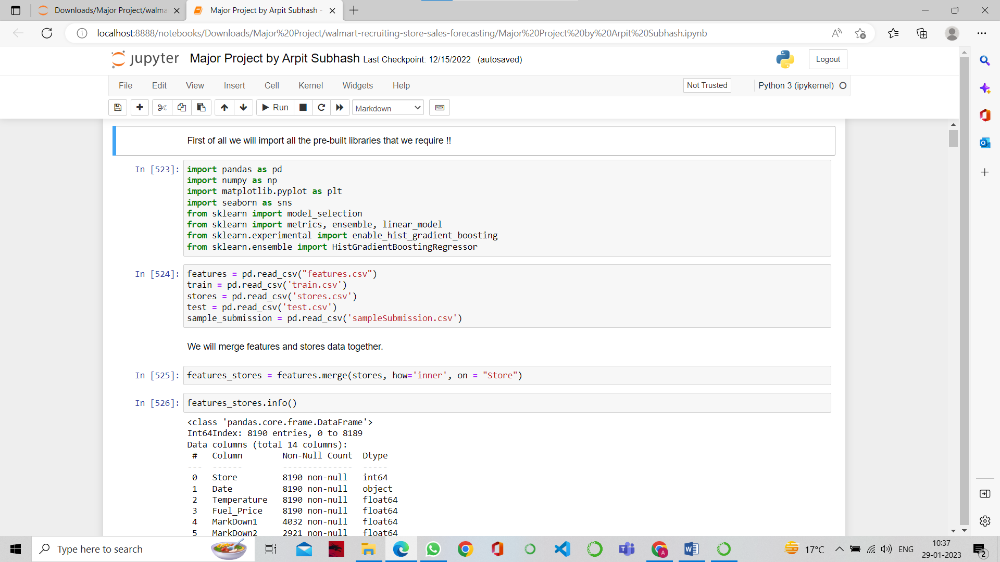 Downloads/Major Project/walma
Major Project by Arpit Subhash -
localhost:8888/notebooks/Downloads/Major%20Project/walmart-recruiting-store-sales-forecasting/Major%20Project%20by%20Arpit%20Subhash.ipynb
jupyter Major Project by Arpit Subhash Last Checkpoint: 12/15/2022 (autosaved)
Logout
File Edit View Insert Cell Kernel Widgets Help
Not Trusted
Python 3 (ipykernel)
Run
Markdown
First of all we will import all the pre-built libraries that we require !!
In [523]: import pandas as pd
import numpy as np
import matplotlib.pyplot as plt
import seaborn as sns
from sklearn import model_selection
from sklearn import metrics, ensemble, linear_model
from sklearn.experimental import enable_hist_gradient_boosting
from sklearn.ensemble import HistGradientBoostingRegressor
In [524]: features = pd.read_csv("features.csv")
train = pd.read_csv('train.csv')
stores = pd.read_csv('stores.csv')
test = pd.read_csv('test.csv')
sample_submission = pd.read_csv('sampleSubmission.csv')
We will merge features and stores data together.
In [525]: features_stores = features.merge(stores, how='inner', on = "Store")
In [526]: features_stores.info()
<class 'pandas.core.frame.DataFrame'>
Int64Index: 8190 entries, 0 to 8189
Data columns (total 14 columns):
# Column Non-Null Count Dtype
--- ------ -------------- -----
0 Store 8190 non-null int64
1 Date 8190 non-null object
2 Temperature 8190 non-null float64
3 Fuel_Price 8190 non-null float64
4 MarkDown1 4032 non-null float64
5 MarkDown2 2921 non-null float64
Type here to search
17°C
ENG
10:37
29-01-2023
2